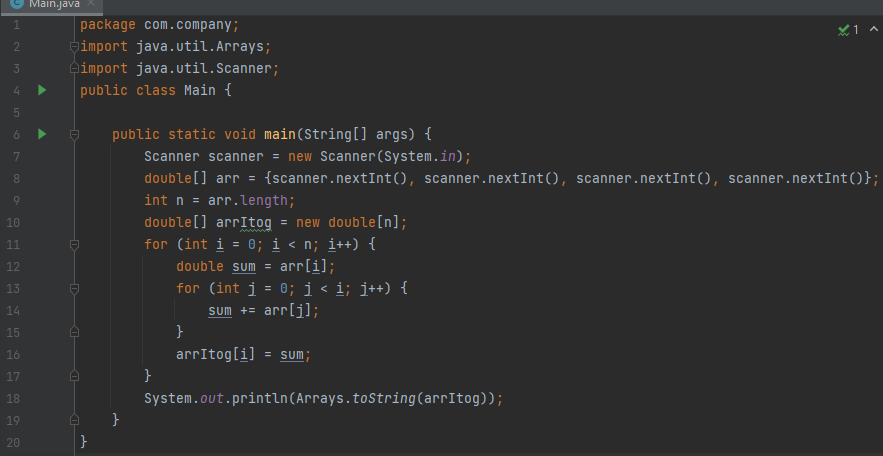 Main.java
1 package com.company;
2 import java.util.Arrays;
3 import java.util.Scanner;
4 public class Main {
5
6 public static void main(String[] args) {
7 Scanner scanner = new Scanner(System.in);
8 double[] arr = {scanner.nextInt(), scanner.nextInt(), scanner.nextInt(), scanner.nextInt()};
9 int n = arr.length;
10 double[] arrItog = new double[n];
11 for (int i = 0; i < n; i++) {
12 double sum = arr[i];
13 for (int j = 0; j < i; j++) {
14 sum += arr[j];
15 }
16 arrItog[i] = sum;
17 }
18 System.out.println(Arrays.toString(arrItog));
19 }
20 }
1